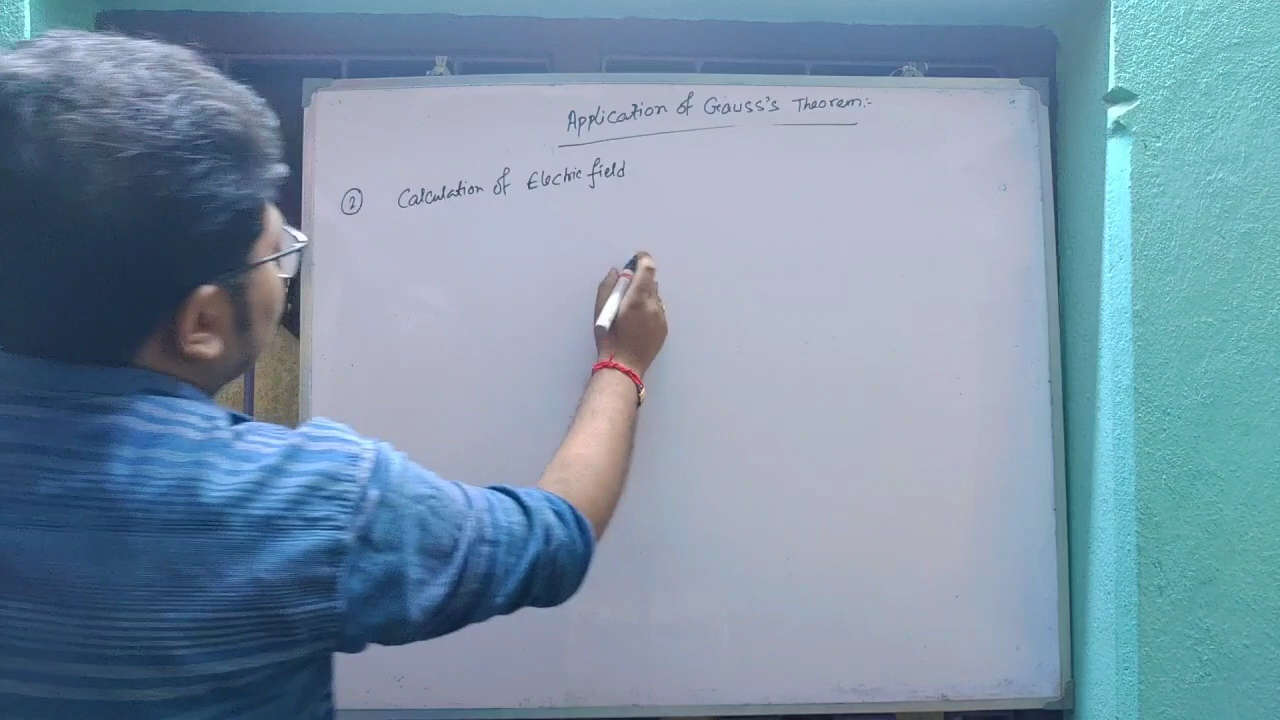 Application of Gauss's Theorem:-
② Calculation of Electric field